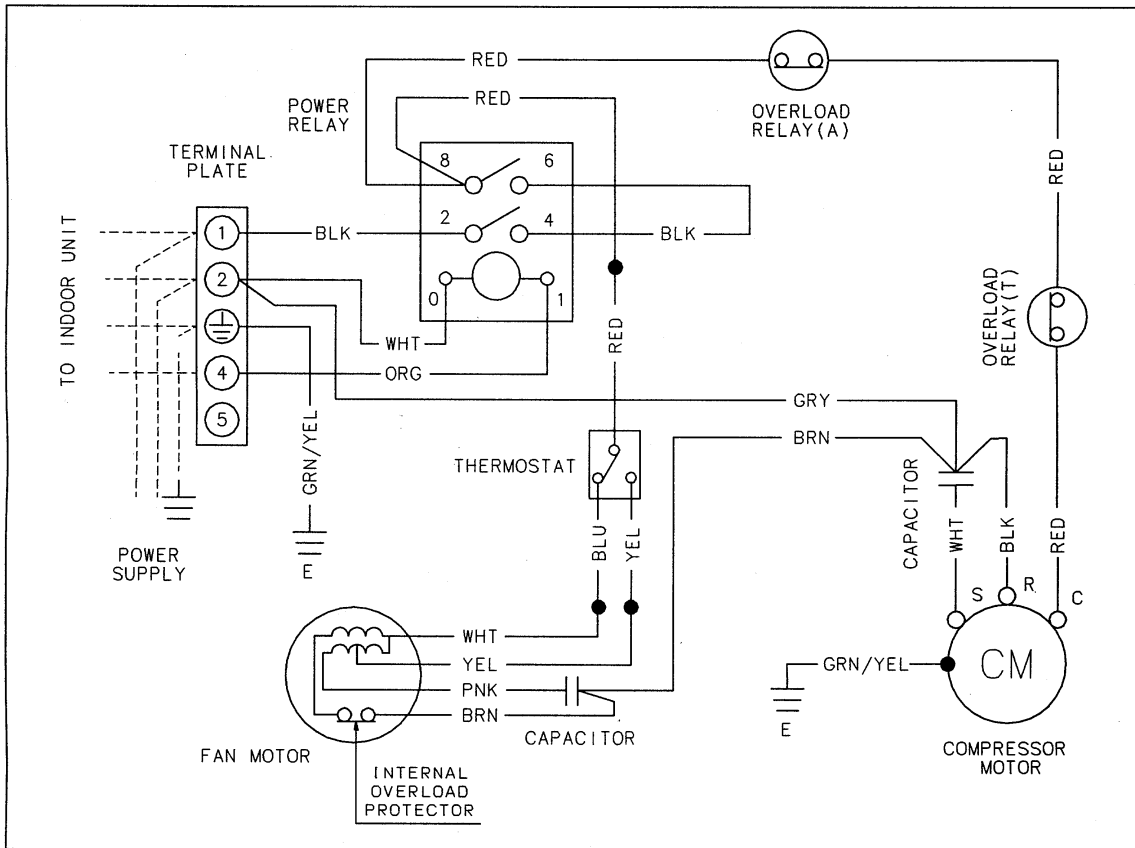 RED
RED
POWER
RELAY
OVERLOAD
RELAY(A)
TERMINAL
PLATE
8
6
RED
TO INDOOR UNIT
1
BLK
2
4
BLK
2
0
1
OVERLOAD
RELAY(T)
WHT
RED
4
ORG
5
GRN/YEL
GRY
BRN
THERMOSTAT
CAPACITOR
WHT
BLK
RED
BLU
YEL
POWER
SUPPLY
E
S
R
C
WHT
YEL
PNK
BRN
CAPACITOR
GRN/YEL
CM
E
FAN MOTOR
COMPRESSOR
MOTOR
INTERNAL
OVERLOAD
PROTECTOR